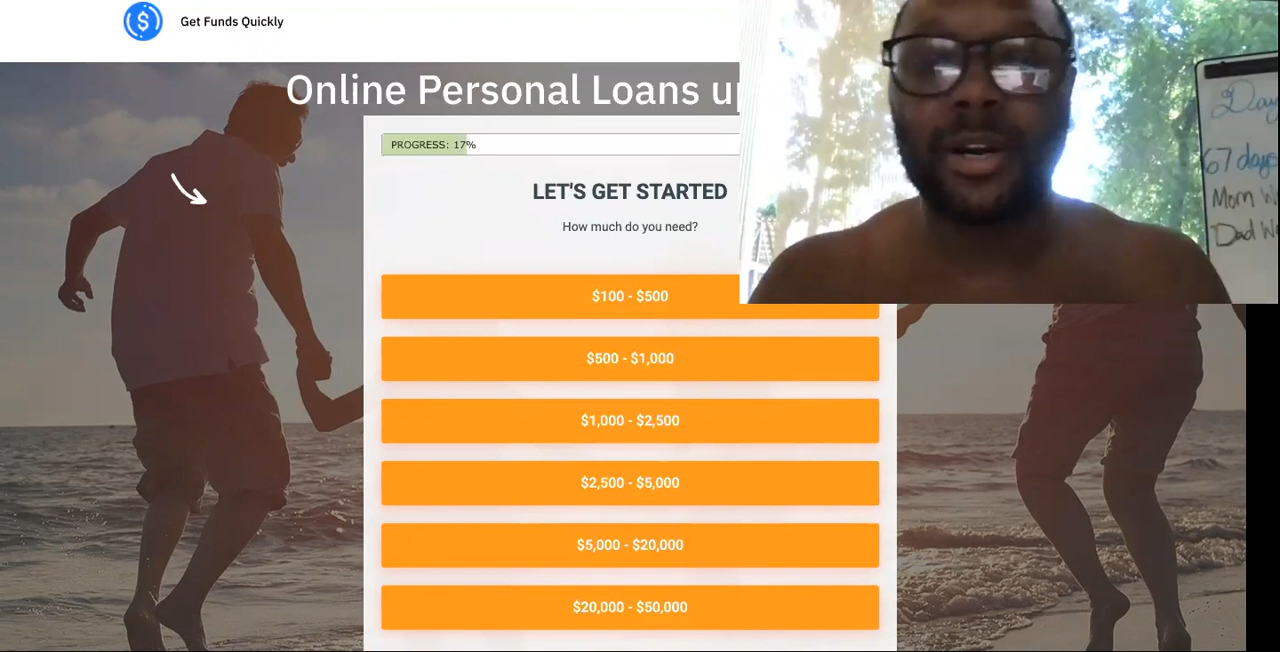 Get Funds Quickly
Online Personal Loans
PROGRESS: 17%
LET'S GET STARTED
How much do you need?
$100 - $500
$500 - $1,000
$1,000 - $2,500
$2,500 - $5,000
$5,000 - $20,000
$20,000 - $50,000
Day
67 days
Mom
Dad